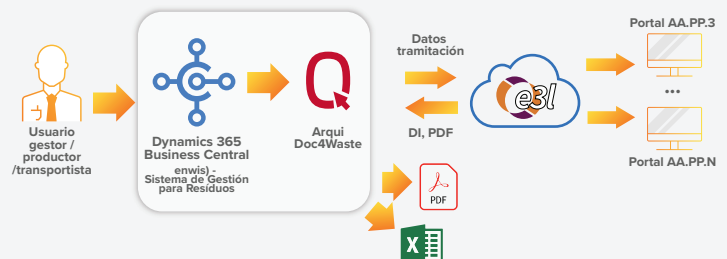 Usuario
gestor /
productor
/transportista
Dynamics 365
Business Central
enwis) -
Sistema de Gestión
para Resíduos
Arqui
Doc4Waste
Datos
tramitación
DI, PDF
e3l
Portal AA.PP.3
...
Portal AA.PP.N
PDF
X